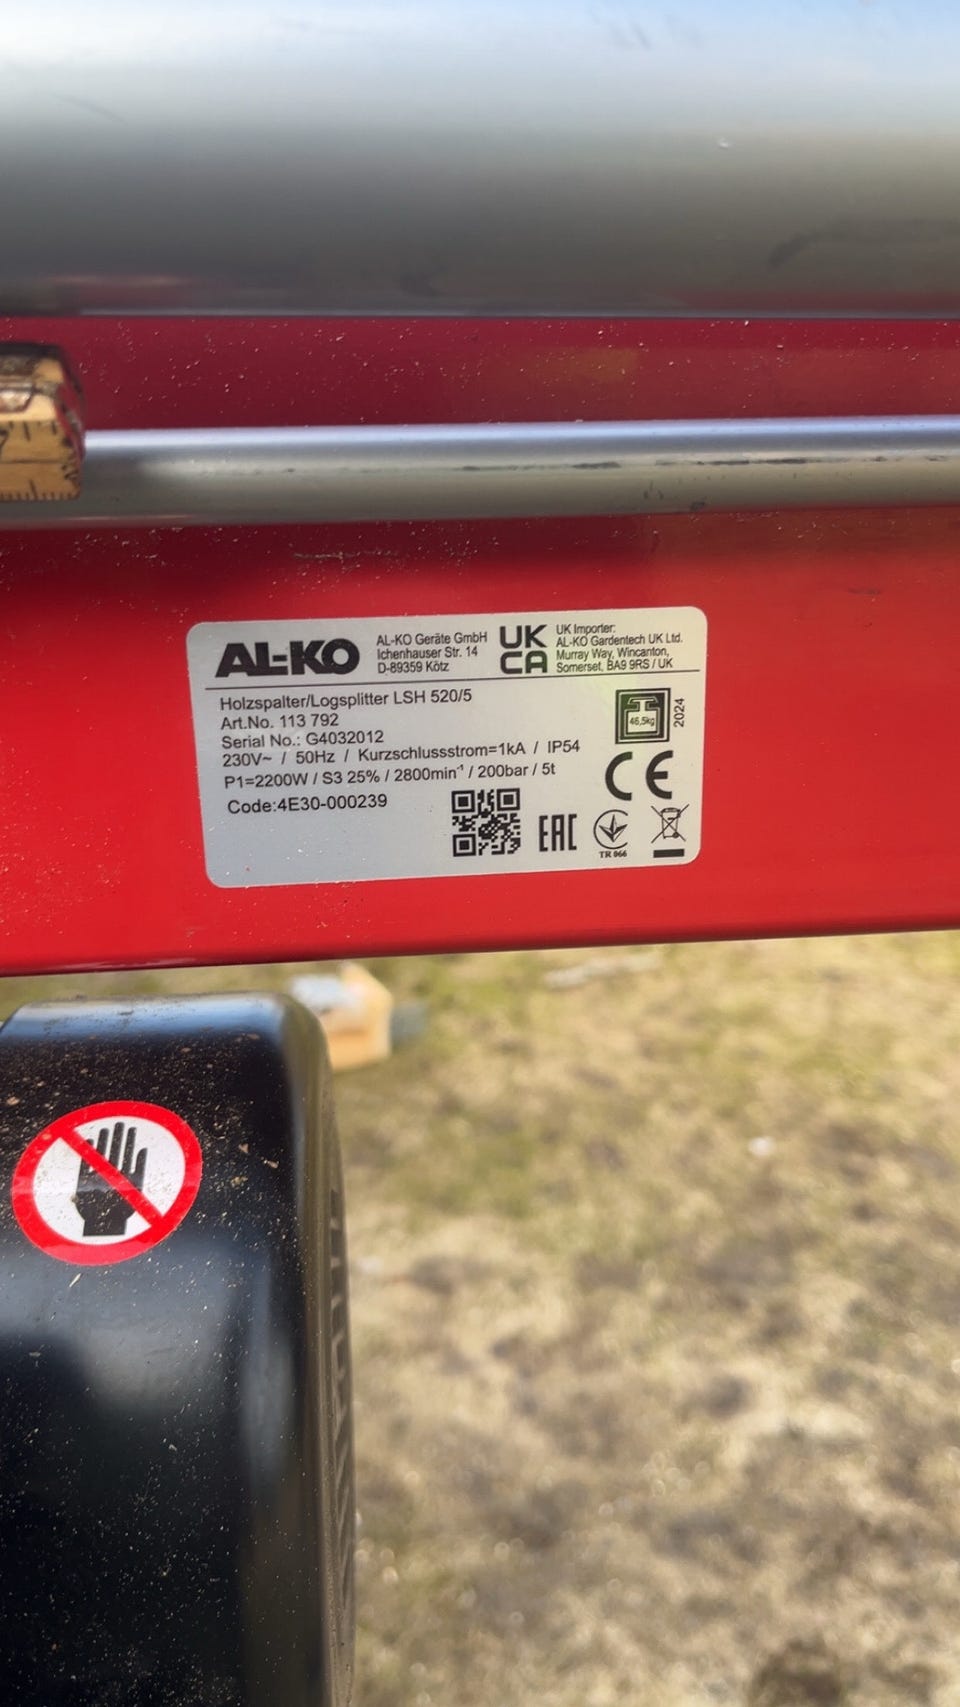 AL-KO
AL-KO Geräte GmbH
Ichenhauser Str. 14
D-89359 Kötz
UK
CA
UK Importer:
AL-KO Gardentech UK Ltd.
Murray Way, Wincanton,
Somerset, BA9 9RS / UK
Holzspalter/Logsplitter LSH 520/5
Art.No. 113 792
Serial No.: G4032012
230V~ / 50Hz / Kurzschlussstrom=1kA / IP54
P1=2200W / S3 25% / 2800min⁻¹ / 200bar / 5t
Code:4E30-000239
46,5kg
2024
CE
EAC
TR 066
7